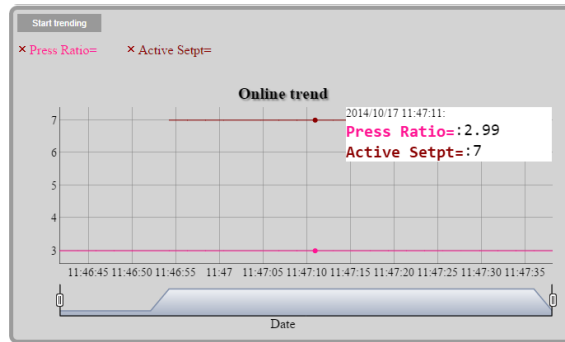 Start trending
× Press Ratio= × Active Setpt=
Online trend
2014/10/17 11:47:11:
Press Ratio=:2.99
Active Setpt=:7
7
6
5
4
3
11:46:45 11:46:50 11:46:55 11:47 11:47:05 11:47:10 11:47:15 11:47:20 11:47:25 11:47:30 11:47:35
Date